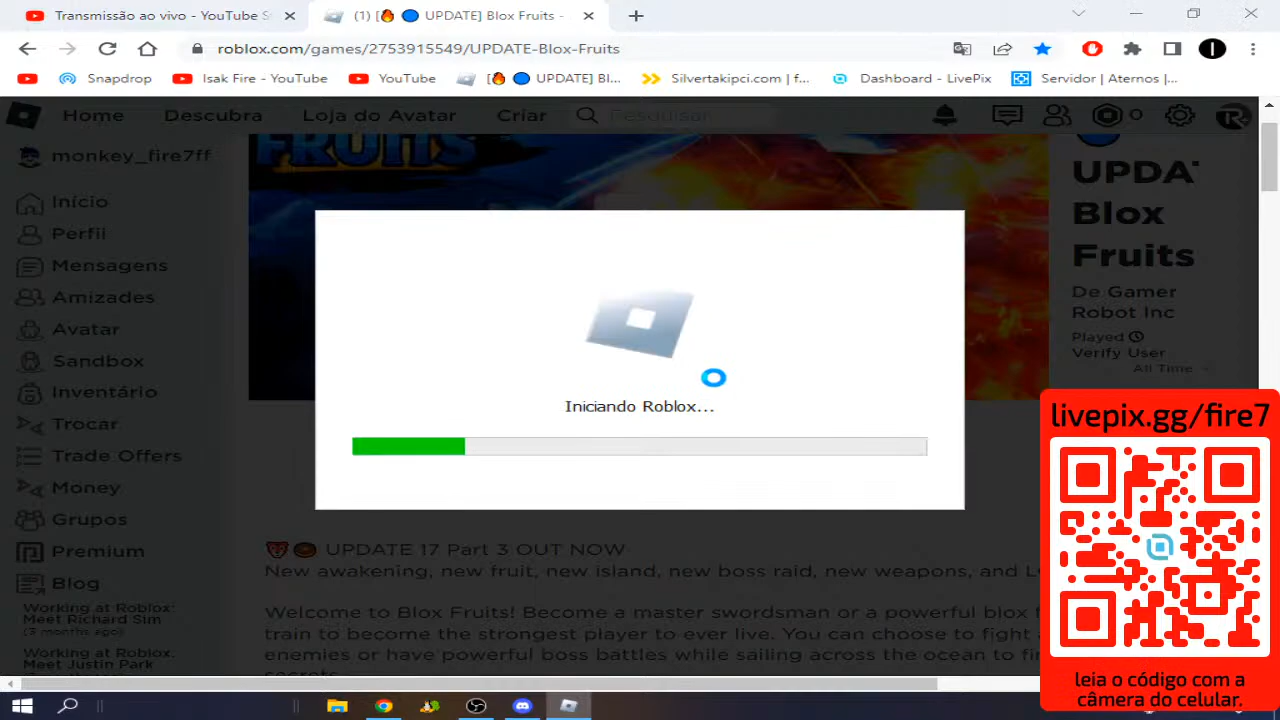 Transmissão ao vivo - YouTube S
(1) [🔥 🔵 UPDATE] Blox Fruits -
roblox.com/games/2753915549/UPDATE-Blox-Fruits
Snapdrop
Isak Fire - YouTube
YouTube
[🔥 🔵 UPDATE] Bl...
Silvertakipci.com | f...
Dashboard - LivePix
Servidor | Aternos |...
Home
Descubra
Loja do Avatar
Criar
Pesquisar
0
monkey_fire7ff
Início
Perfil
Mensagens
Amizades
Avatar
Sandbox
Inventário
Trocar
Trade Offers
Money
Grupos
Premium
Blog
Working at Roblox:
Meet Richard Sim
(3 months ago)
Working at Roblox.
Meet Justin Park
FRUITS
UPDA
Blox
Fruits
De Gamer
Robot Inc
Played
Verify User
All Time
Iniciando Roblox...
UPDATE 17 Part 3 OUT NOW
New awakening, new fruit, new island, new boss raid, new weapons, and
Welcome to Blox Fruits! Become a master swordsman or a powerful blox
train to become the strongest player to ever live. You can choose to fight
enemies or have powerful boss battles while sailing across the ocean to
livepix.gg/fire7
leia o código com a
câmera do celular.